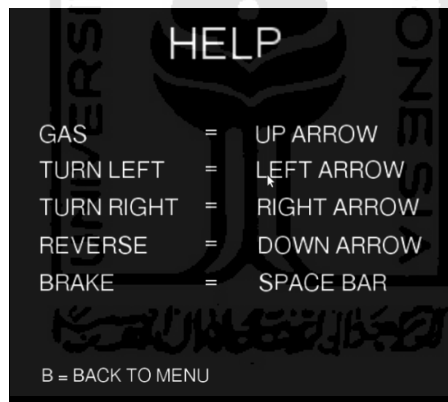 HELP
GAS = UP ARROW
TURN LEFT = LEFT ARROW
TURN RIGHT = RIGHT ARROW
REVERSE = DOWN ARROW
BRAKE = SPACE BAR
B = BACK TO MENU